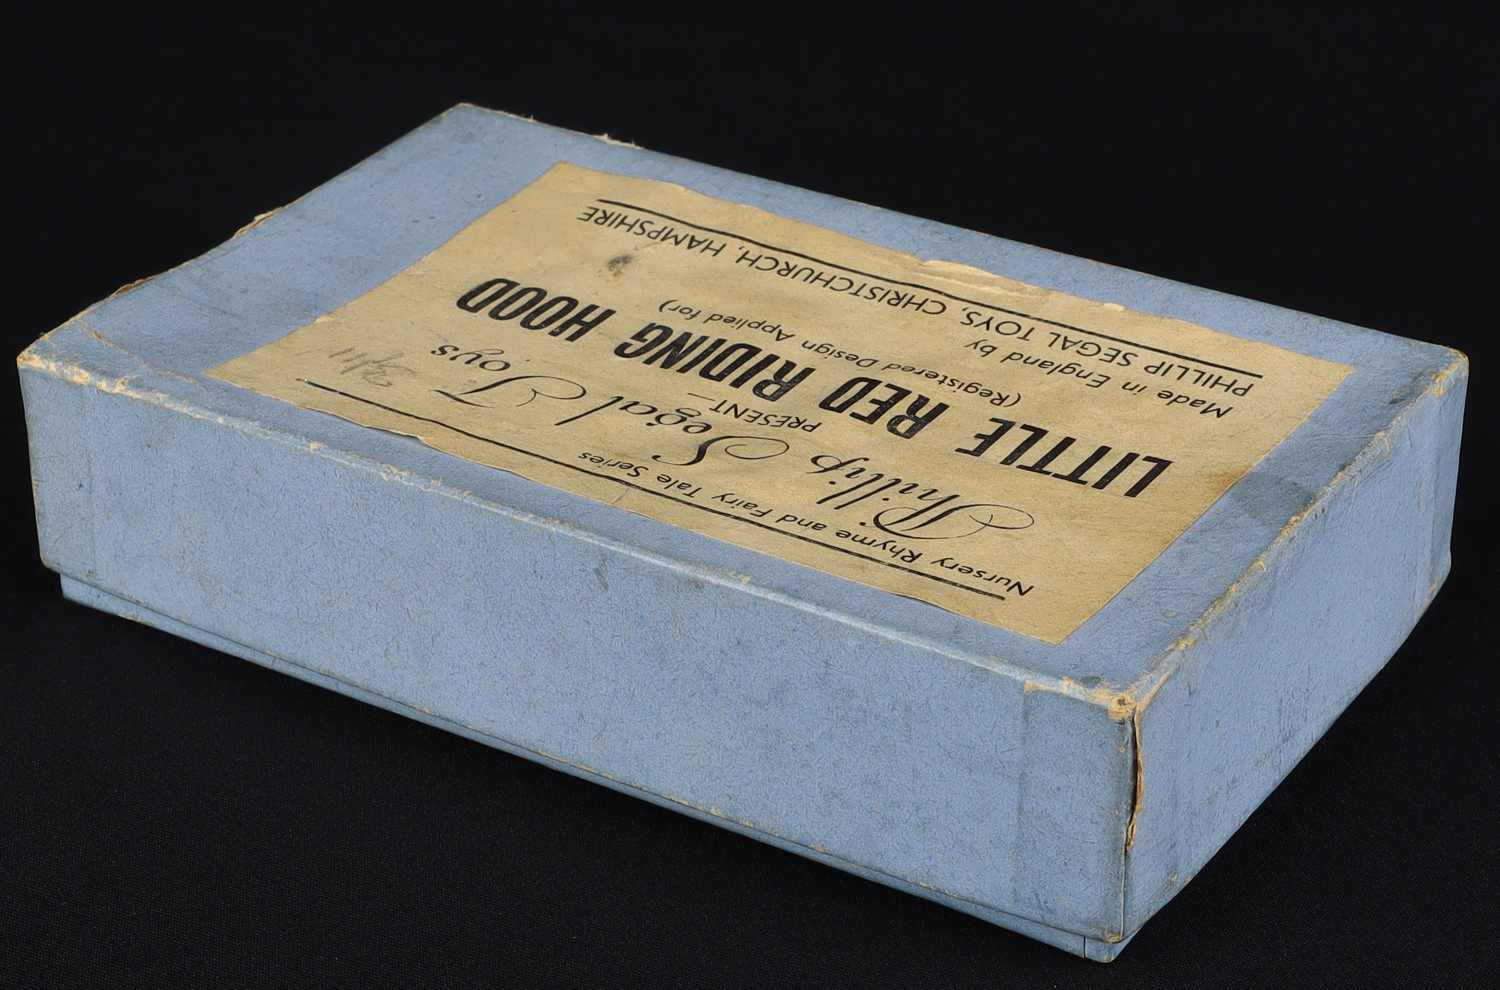 Nursery Rhyme and Fairy Tale Series
Phillip Segal Toys
PRESENT—
LITTLE RED RIDING HOOD
(Registered Design Applied for)
Made in England by
PHILLIP SEGAL TOYS, CHRISTCHURCH, HAMPSHIRE